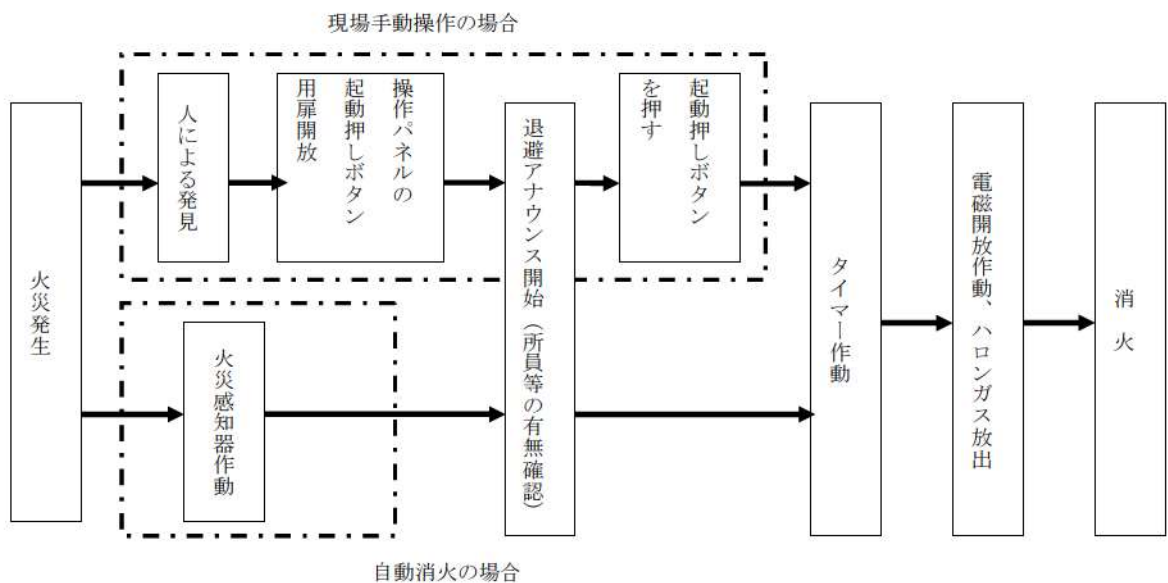 現場手動操作の場合
火災発生
人による発見
操作パネルの
起動押しボタン
用扉開放
退避アナウンス開始（所員等の有無確認）
起動押しボタン
を押す
タイマー作動
電磁開放作動、ハロンガス放出
消火
火災感知器作動
自動消火の場合